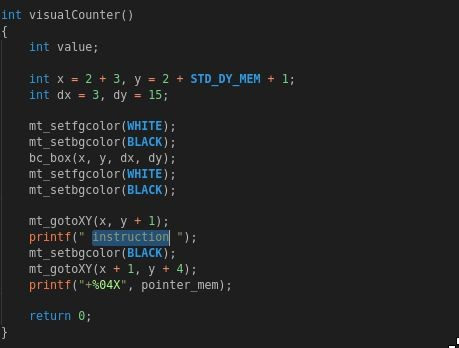 int visualCounter()
{
    int value;

    int x = 2 + 3, y = 2 + STD_DY_MEM + 1;
    int dx = 3, dy = 15;

    mt_setfgcolor(WHITE);
    mt_setbgcolor(BLACK);
    bc_box(x, y, dx, dy);
    mt_setfgcolor(WHITE);
    mt_setbgcolor(BLACK);

    mt_gotoXY(x, y + 1);
    printf(" instruction ");
    mt_setbgcolor(BLACK);
    mt_gotoXY(x + 1, y + 4);
    printf("+%04X", pointer_mem);

    return 0;
}